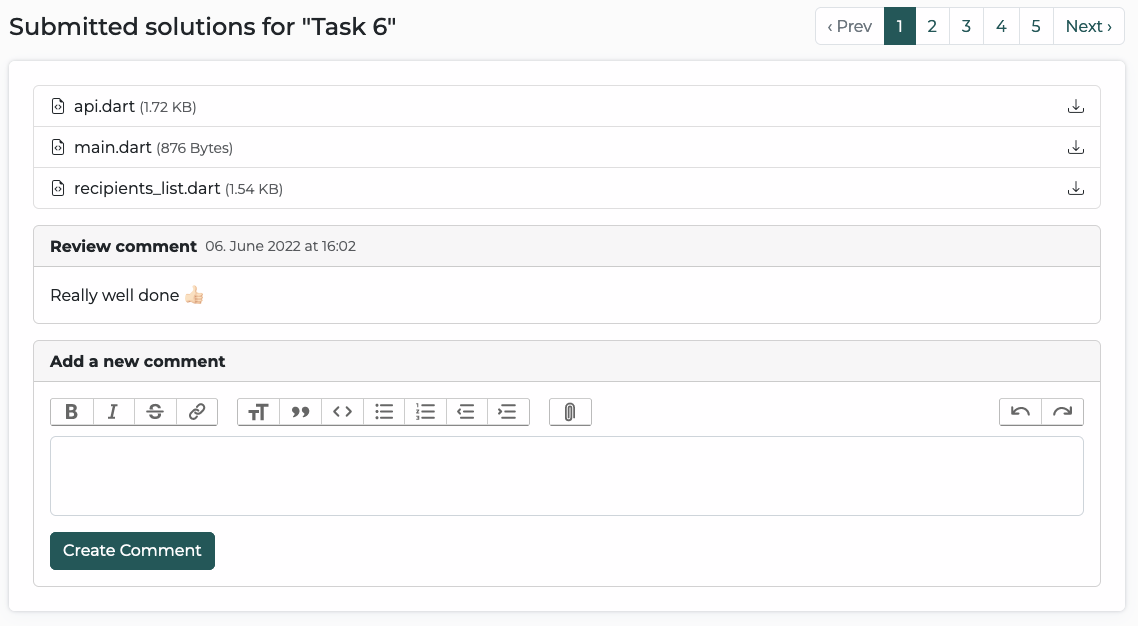 Submitted solutions for "Task 6"
‹ Prev 1 2 3 4 5 Next ›
api.dart (1.72 KB)
main.dart (876 Bytes)
recipients_list.dart (1.54 KB)
Review comment 06. June 2022 at 16:02
Really well done 👍🏻
Add a new comment
Create Comment